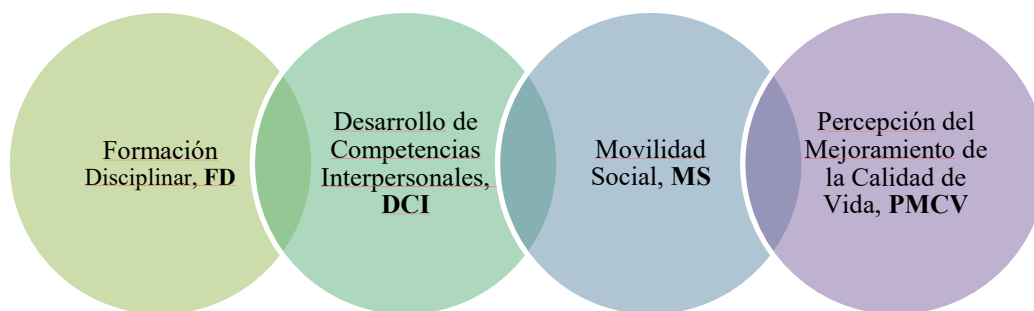 Formación
Disciplinar, FD
Desarrollo de
Competencias
Interpersonales,
DCI
Movilidad
Social, MS
Percepción del
Mejoramiento de
la Calidad de
Vida, PMCV